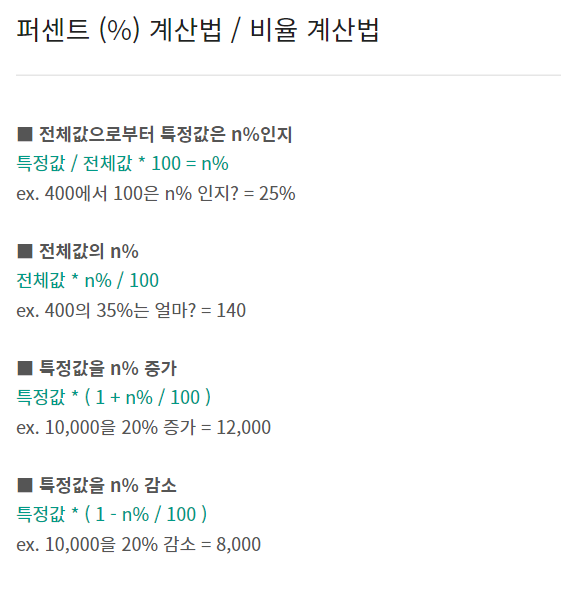 퍼센트 (%) 계산법 / 비율 계산법
■ 전체값으로부터 특정값은 n%인지
특정값 / 전체값 * 100 = n%
ex. 400에서 100은 n% 인지? = 25%
■ 전체값의 n%
전체값 * n% / 100
ex. 400의 35%는 얼마? = 140
■ 특정값을 n% 증가
특정값 * ( 1 + n% / 100 )
ex. 10,000을 20% 증가 = 12,000
■ 특정값을 n% 감소
특정값 * ( 1 - n% / 100 )
ex. 10,000을 20% 감소 = 8,000